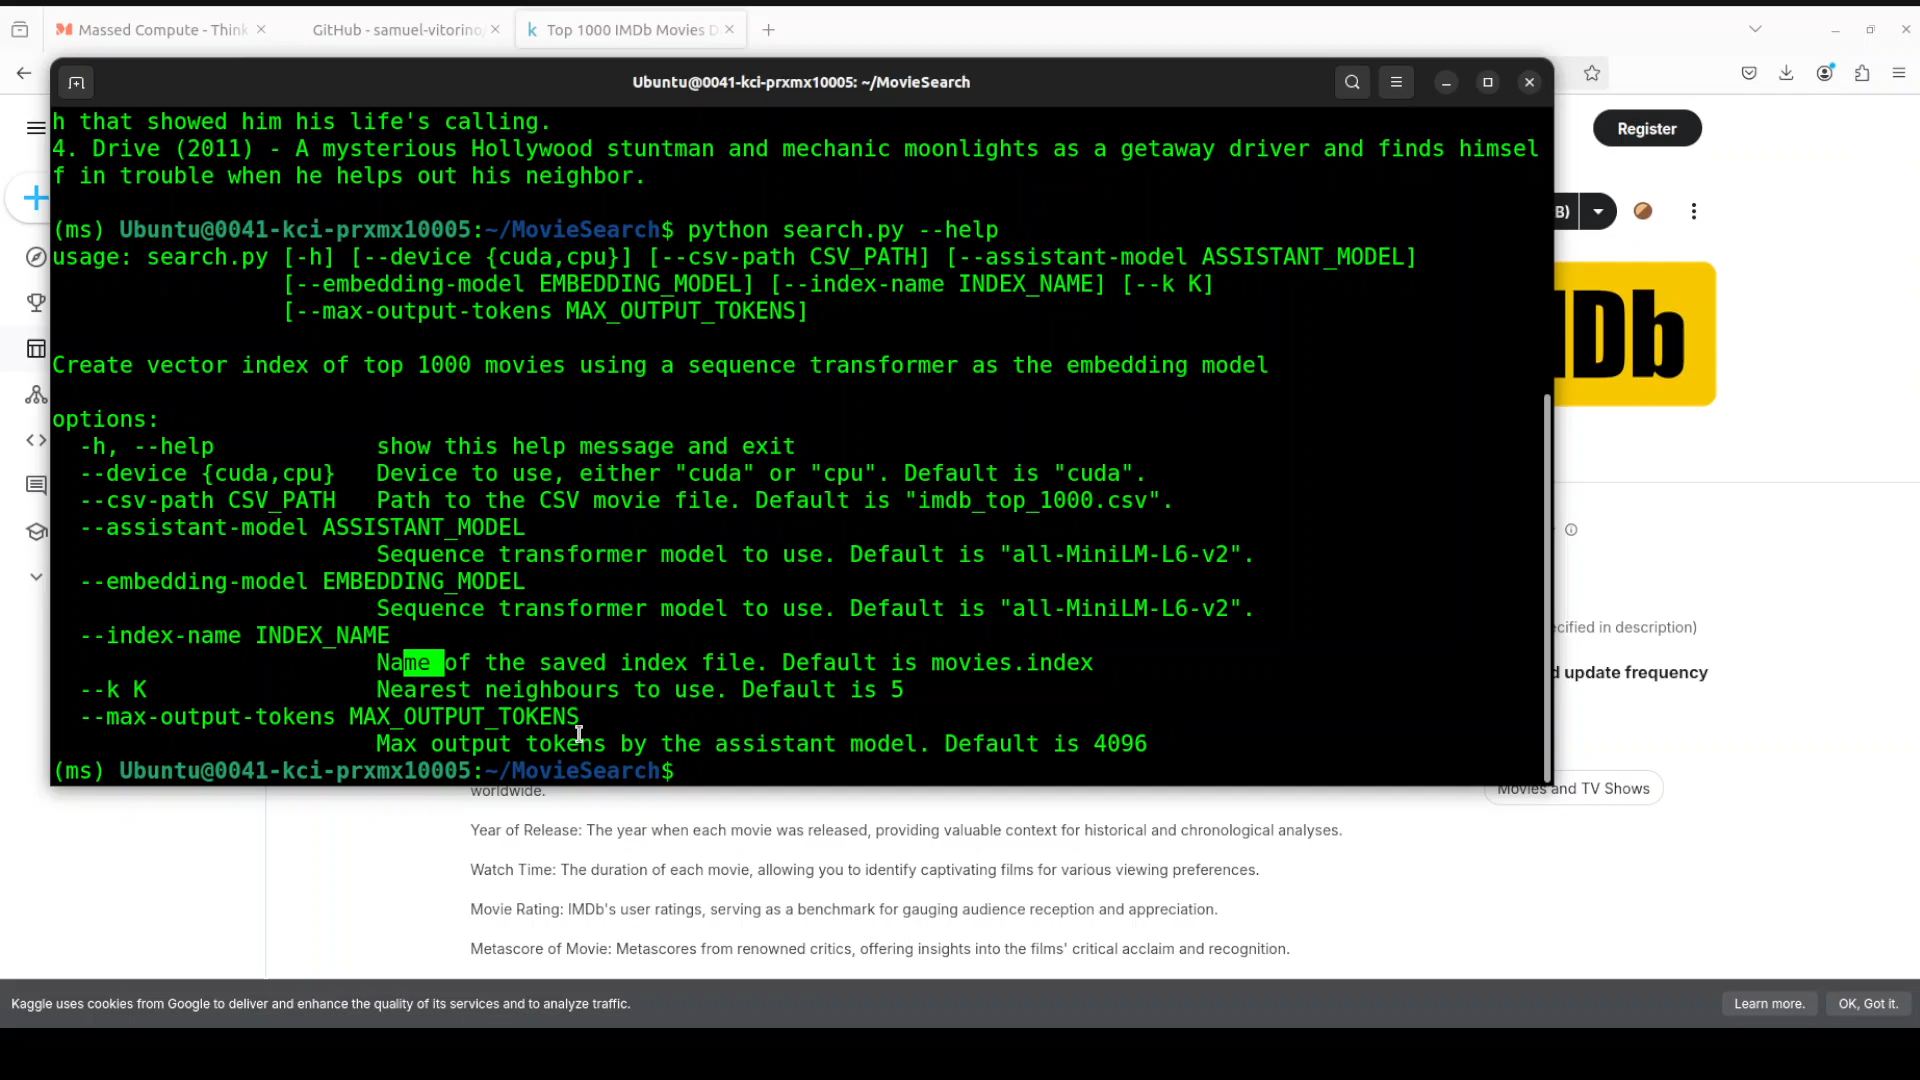 Massed Compute - Think
GitHub - samuel-vitorino/
Top 1000 IMDb Movies D
Ubuntu@0041-kci-prxmx10005: ~/MovieSearch
Register
h that showed him his life's calling.
4. Drive (2011) - A mysterious Hollywood stuntman and mechanic moonlights as a getaway driver and finds himsel
f in trouble when he helps out his neighbor.
B)
(ms) Ubuntu@0041-kci-prxmx10005:~/MovieSearch$ python search.py --help
usage: search.py [-h] [--device {cuda,cpu}] [--csv-path CSV_PATH] [--assistant-model ASSISTANT_MODEL]
[--embedding-model EMBEDDING_MODEL] [--index-name INDEX_NAME] [--k K]
[--max-output-tokens MAX_OUTPUT_TOKENS]
Create vector index of top 1000 movies using a sequence transformer as the embedding model
options:
-h, --help show this help message and exit
--device {cuda,cpu} Device to use, either "cuda" or "cpu". Default is "cuda".
--csv-path CSV_PATH Path to the CSV movie file. Default is "imdb_top_1000.csv".
--assistant-model ASSISTANT_MODEL
Sequence transformer model to use. Default is "all-MiniLM-L6-v2".
--embedding-model EMBEDDING_MODEL
Sequence transformer model to use. Default is "all-MiniLM-L6-v2".
--index-name INDEX_NAME
Name of the saved index file. Default is movies.index
--k K Nearest neighbours to use. Default is 5
--max-output-tokens MAX_OUTPUT_TOKENS
Max output tokens by the assistant model. Default is 4096
(ms) Ubuntu@0041-kci-prxmx10005:~/MovieSearch$
Db
ecified in description)
d update frequency
Movies and TV Shows
worldwide.
Year of Release: The year when each movie was released, providing valuable context for historical and chronological analyses.
Watch Time: The duration of each movie, allowing you to identify captivating films for various viewing preferences.
Movie Rating: IMDb's user ratings, serving as a benchmark for gauging audience reception and appreciation.
Metascore of Movie: Metascores from renowned critics, offering insights into the films' critical acclaim and recognition.
Kaggle uses cookies from Google to deliver and enhance the quality of its services and to analyze traffic.
Learn more.
OK, Got it.